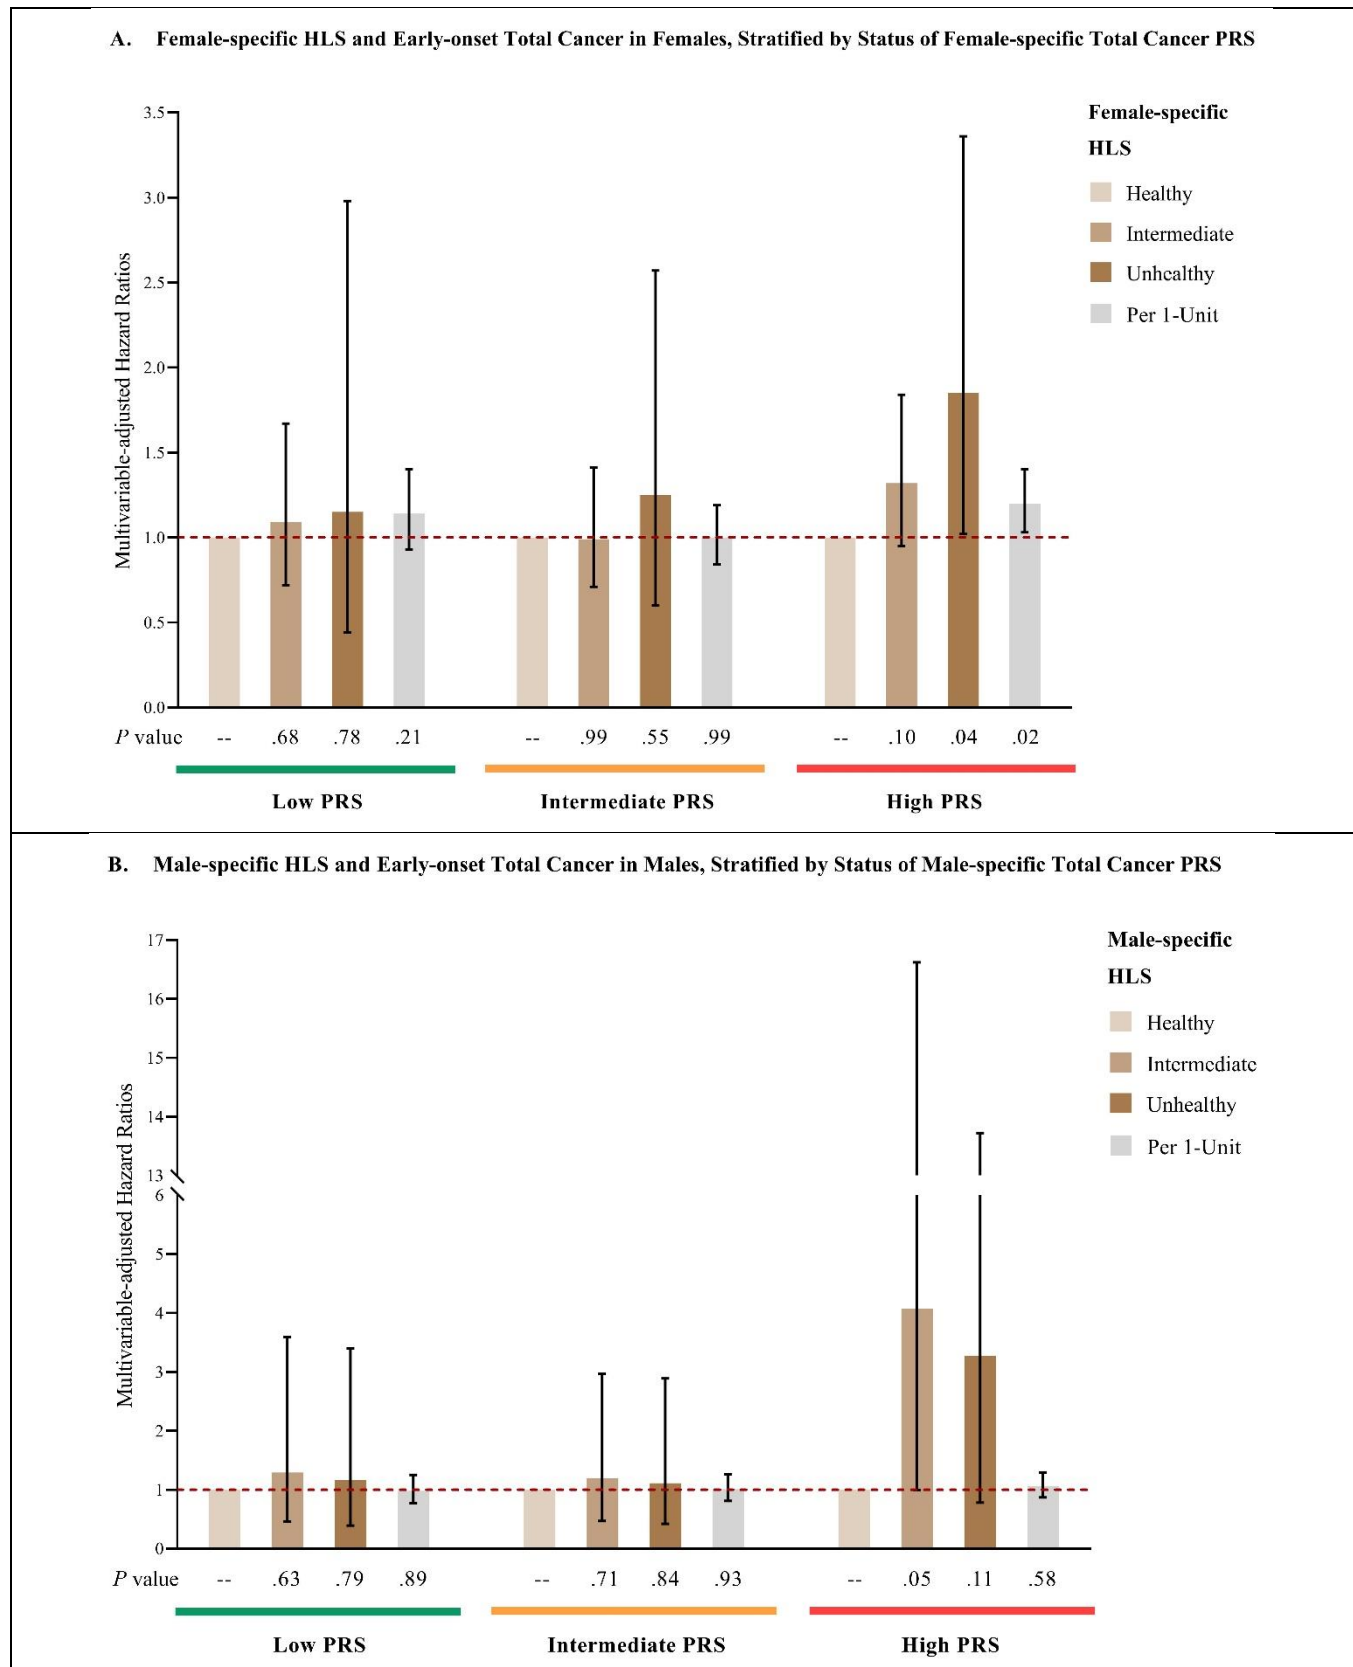 A. Female-specific HLS and Early-onset Total Cancer in Females, Stratified by Status of Female-specific Total Cancer PRS
Multivariable-adjusted Hazard Ratios
3.5
3.0
2.5
2.0
1.5
1.0
0.5
0.0
Female-specific
HLS
Healthy
Intermediate
Unhealthy
Per 1-Unit
P value -- .68 .78 .21 -- .99 .55 .99 -- .10 .04 .02
Low PRS Intermediate PRS High PRS
B. Male-specific HLS and Early-onset Total Cancer in Males, Stratified by Status of Male-specific Total Cancer PRS
Multivariable-adjusted Hazard Ratios
17
16
15
14
13
6
5
4
3
2
1
0
Male-specific
HLS
Healthy
Intermediate
Unhealthy
Per 1-Unit
P value -- .63 .79 .89 -- .71 .84 .93 -- .05 .11 .58
Low PRS Intermediate PRS High PRS